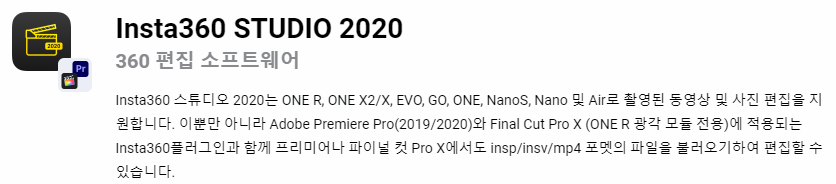 Insta360 STUDIO 2020
360 편집 소프트웨어
2020
Pr
Insta360 스튜디오 2020는 ONE R, ONE X2/X, EVO, GO, ONE, NanoS, Nano 및 Air로 촬영된 동영상 및 사진 편집을 지
원합니다. 이뿐만 아니라 Adobe Premiere Pro(2019/2020)와 Final Cut Pro X (ONE R 광각 모듈 전용)에 적용되는
Insta360플러그인과 함께 프리미어나 파이널 컷 Pro X에서도 insp/insv/mp4 포멧의 파일을 불러오기하여 편집할 수
있습니다.